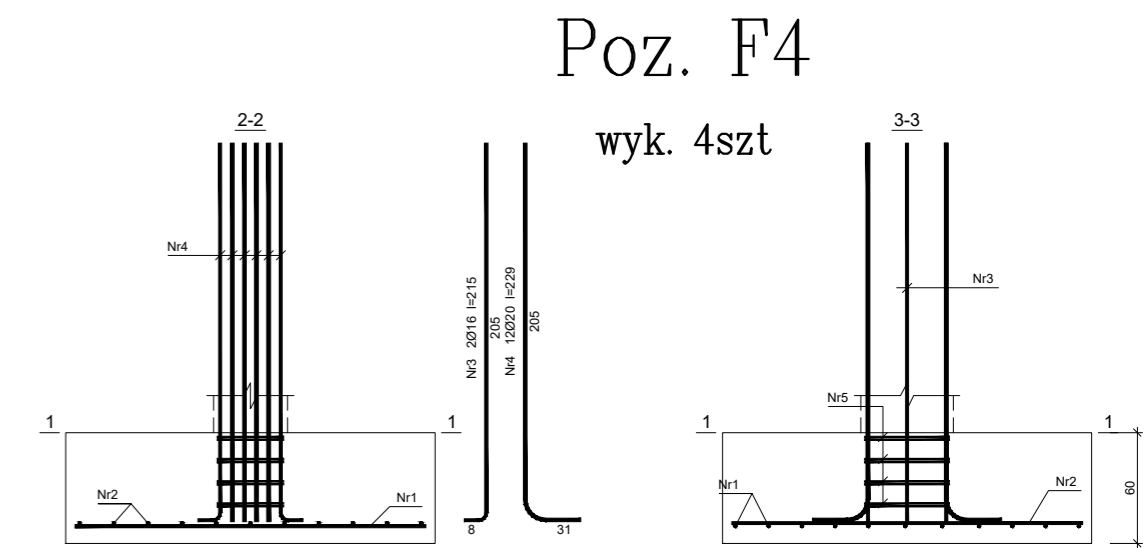 Poz. F4
wyk. 4szt
2-2
3-3
Nr4
Nr3 2Ø16 l=215
205
Nr4 12Ø20 l=229
205
Nr3
Nr5
1
1
1
1
Nr2
Nr1
8
31
Nr1
Nr2
60